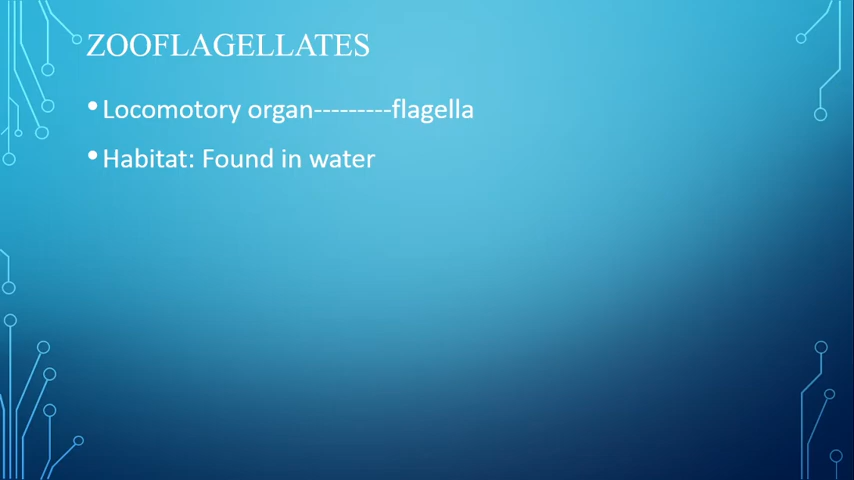 ZOOFLAGELLATES
•Locomotory organ---------flagella
•Habitat: Found in water